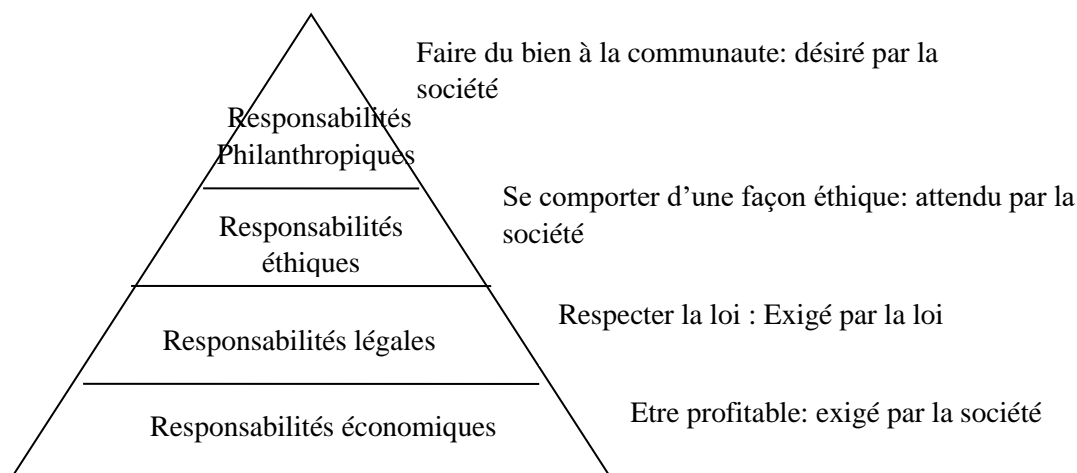 Faire du bien à la communaute: désiré par la
société
Responsabilités
Philanthropiques
Se comporter d’une façon éthique: attendu par la
société
Responsabilités
éthiques
Respecter la loi : Exigé par la loi
Responsabilités légales
Etre profitable: exigé par la société
Responsabilités économiques